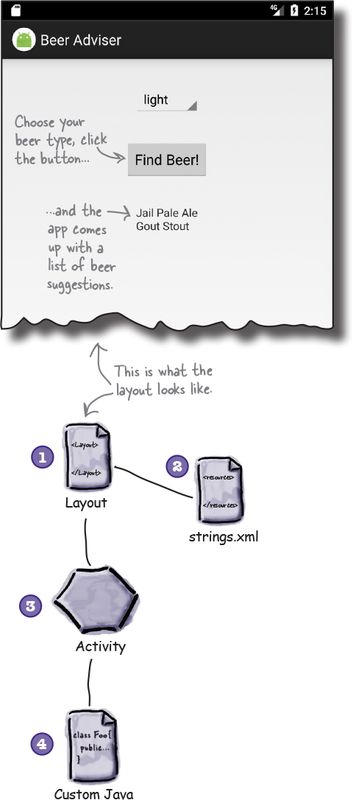 4G 2:15
Beer Adviser
light
Choose your
beer type, click
the button...
Find Beer!
...and the
app comes
up with a
list of beer
suggestions.
Jail Pale Ale
Gout Stout
This is what the
layout looks like.
1
<Layout>
</Layout>
Layout
2
<resources>
</resources>
strings.xml
3
Activity
4
class Foo{
public...
}
Custom Java